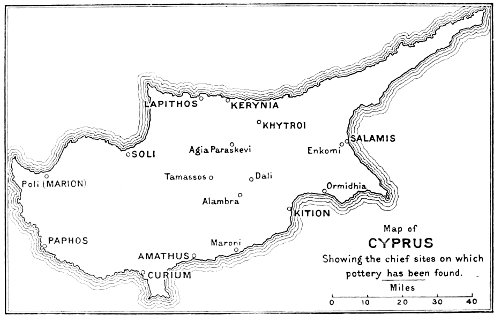 LAPITHOS
KERYNIA
KHYTROI
SALAMIS
Enkomi
Agia Paraskevi
SOLI
Poli (MARION)
Tamassos
Dali
Ormidhia
Alambra
KITION
Maroni
PAPHOS
AMATHUS
CURIUM
Map of
CYPRUS
Showing the chief sites on which
pottery has been found.
Miles
0 10 20 30 40